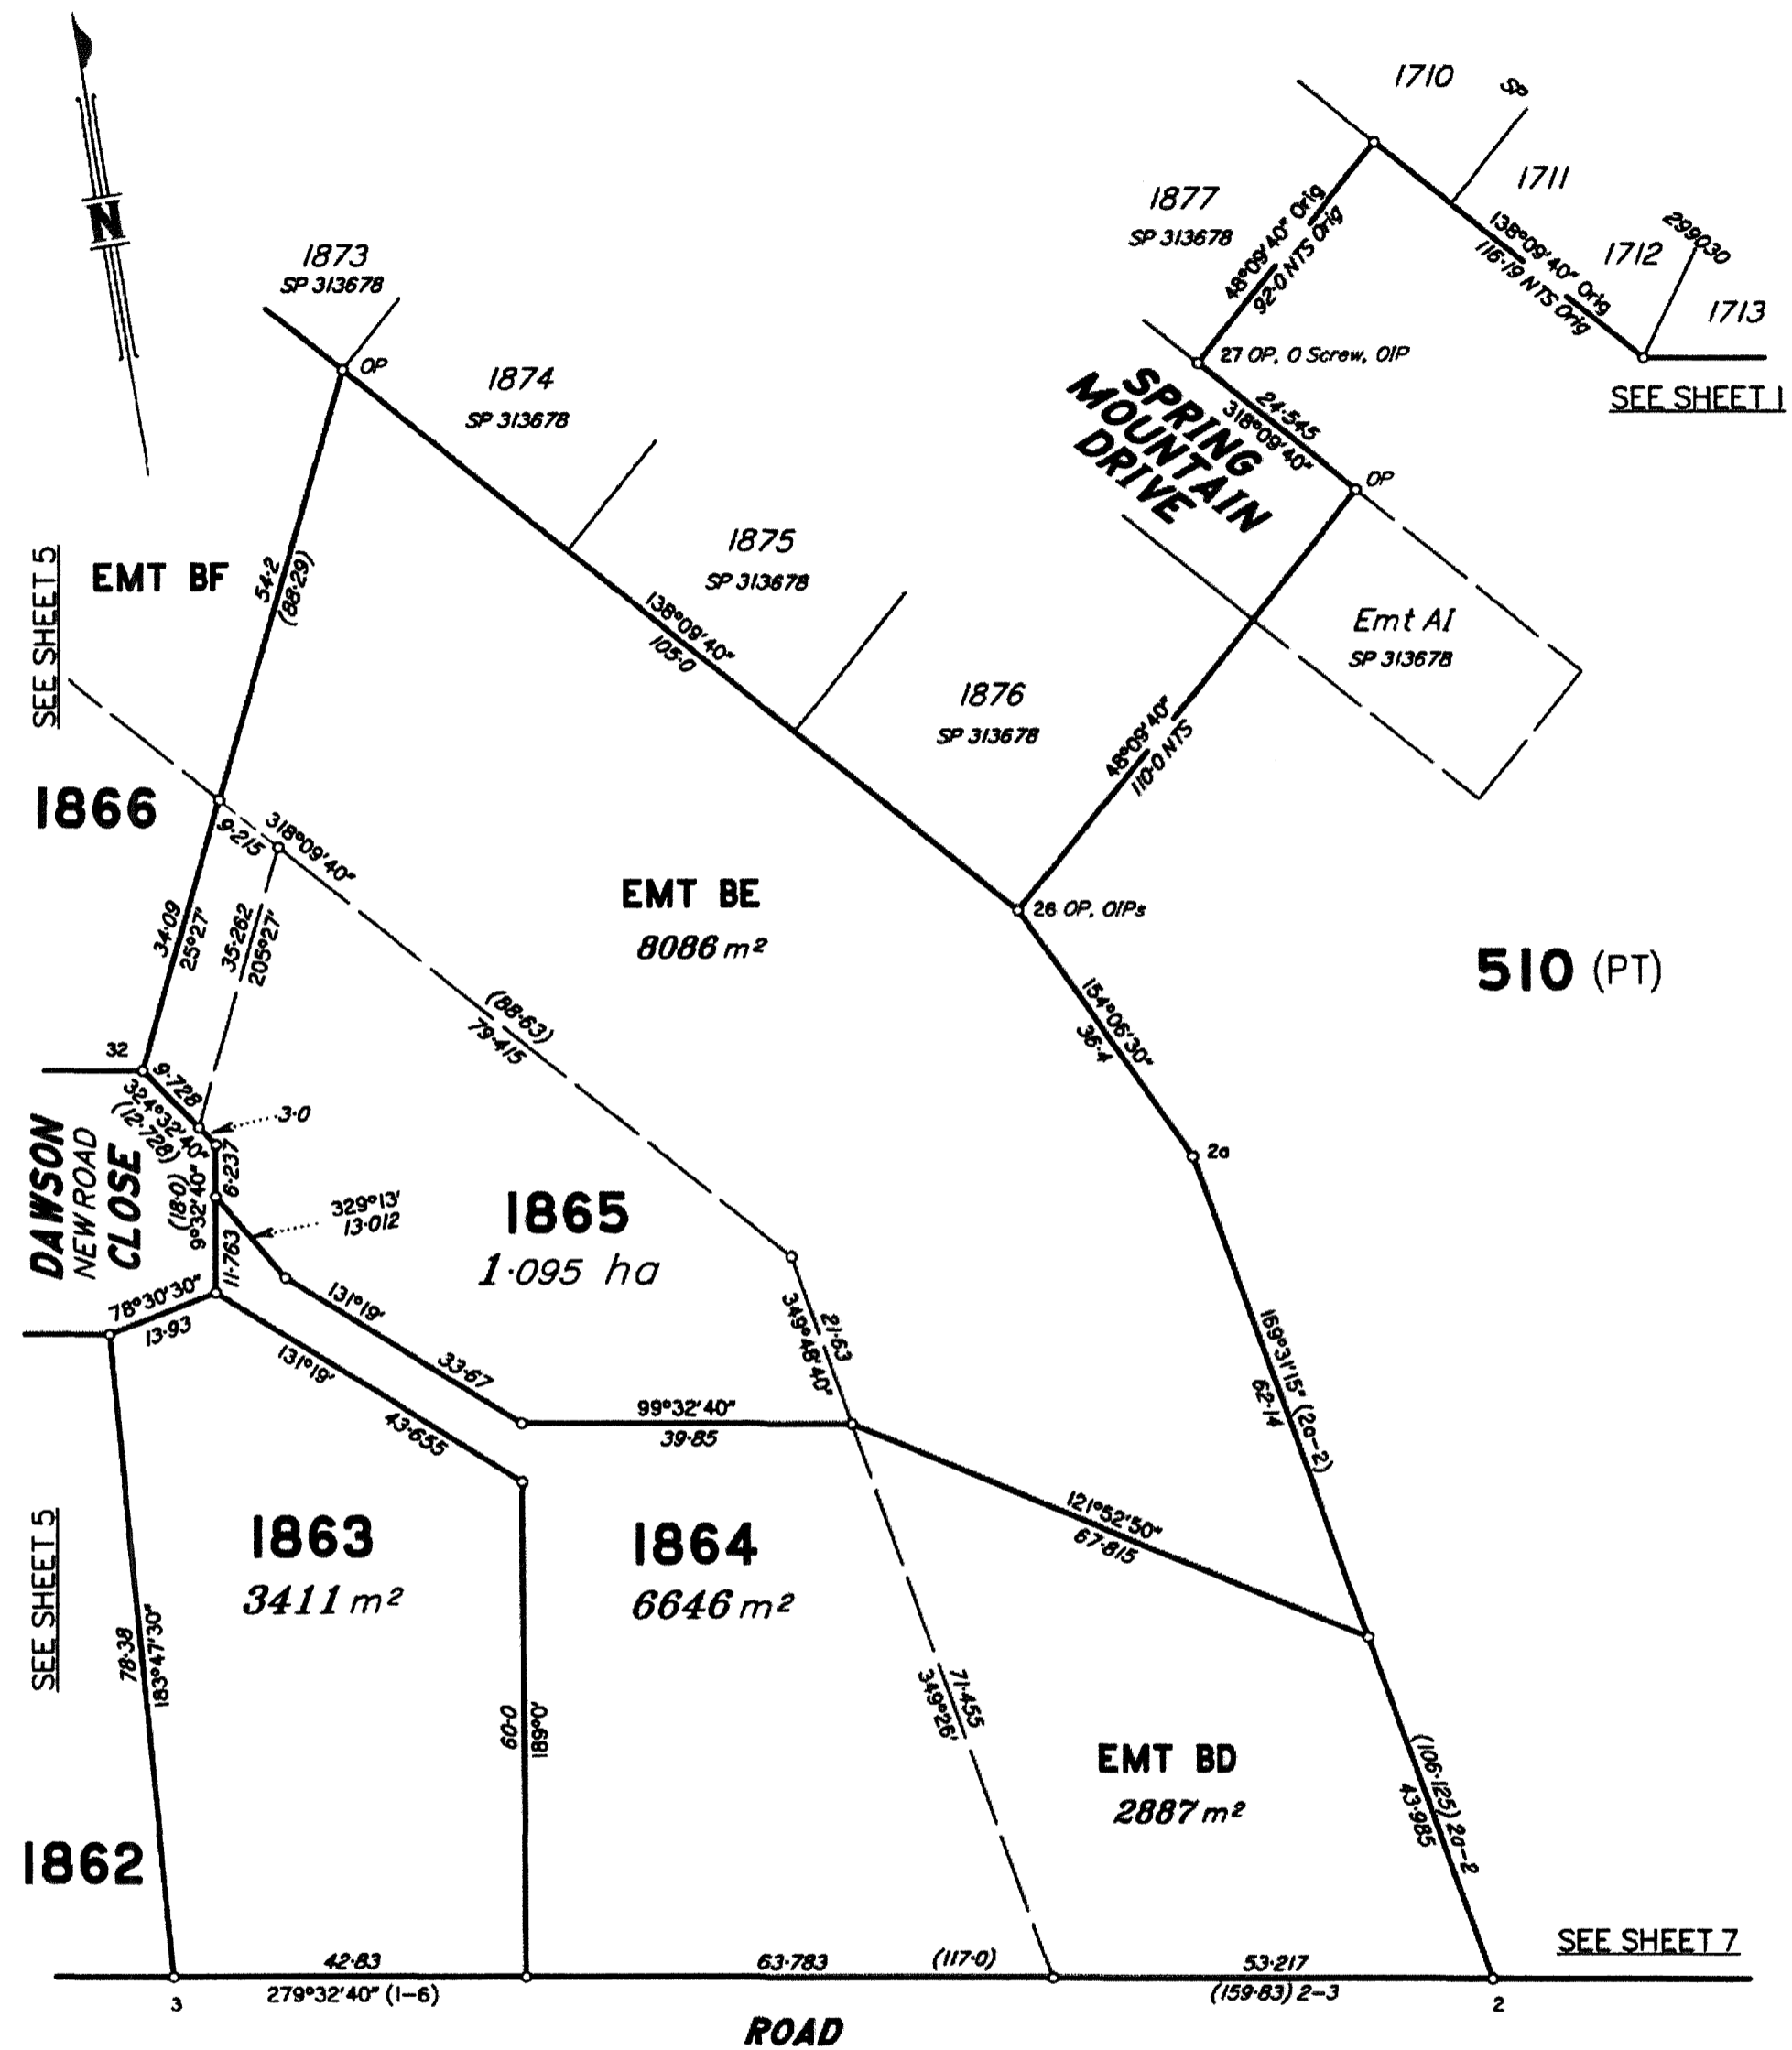 1710
SP
1711
1877
SP 313678
48°09'40" Orig
92·0 NTS Orig
138°09'40" Orig
116·19 NTS Orig
1712
299030
1713
N
1873
SP 313678
OP
27 OP, O Screw, OIP
SEE SHEET 1
1874
SP 313678
SPRING
MOUNTAIN
DRIVE
24·545
318°09'40"
OP
1875
SP 313678
SEE SHEET 5
EMT BF
54·2
(88·29)
138°09'40"
105·0
Emt AI
SP 313678
1876
SP 313678
48°09'40"
110·0 NTS
1866
9·215
318°09'40"
EMT BE
8086 m²
26 OP, OIPs
510 (PT)
34·09
25°27'
35·262
205°27'
(88·63)
79·415
154°06'30"
36·4
32
9·728
324°32'40"
(12·728)
3·0
2a
DAWSON
NEW ROAD
CLOSE
(18·0)
9°32'40"
6·237
11·763
329°13'
13·012
1865
1·095 ha
78°30'30"
13·93
131°19'
33·67
131°19'
43·655
349°48'40"
21·63
169°31'15" (2a-2)
62·14
99°32'40"
39·85
121°52'50"
67·815
SEE SHEET 5
1863
3411 m²
1864
6646 m²
78·38
183°47'30"
60·0
189°0'
71·455
349°26'
EMT BD
2887 m²
(106·125) 2a-2
43·985
1862
SEE SHEET 7
42·83
63·783
(117·0)
53·217
3
279°32'40" (1-6)
(159·83) 2-3
2
ROAD